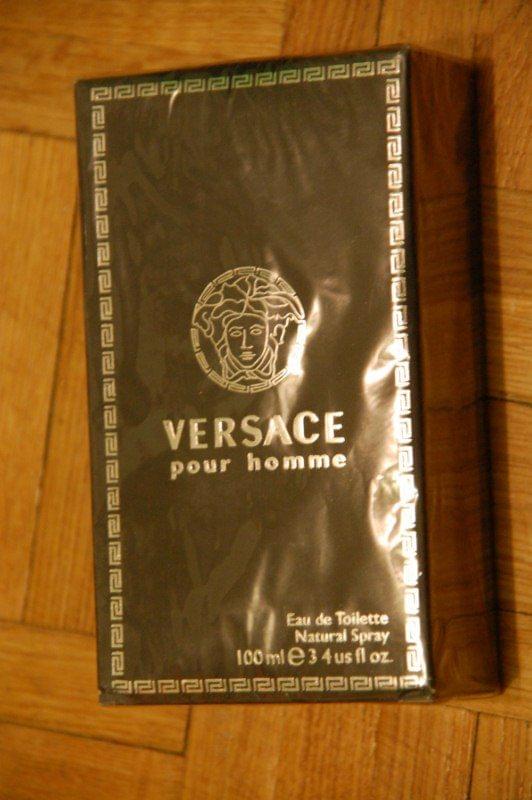 VERSACE
pour homme
Eau de Toilette
Natural Spray
100 ml ℮ 3 4 us fl oz.